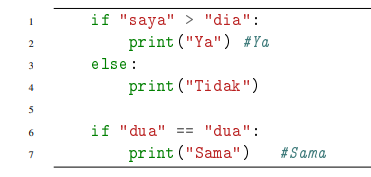 1 if "saya" > "dia":
2 print("Ya") #Ya
3 else:
4 print("Tidak")
5
6 if "dua" == "dua":
7 print("Sama") #Sama